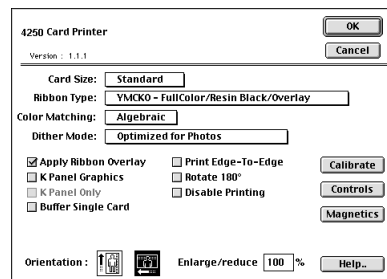 4250 Card Printer
OK
Version : 1.1.1
Cancel
Card Size: Standard
Ribbon Type: YMCKO - FullColor/Resin Black/Overlay
Color Matching: Algebraic
Dither Mode: Optimized for Photos
Apply Ribbon Overlay
Print Edge-To-Edge
Calibrate
K Panel Graphics
Rotate 180°
K Panel Only
Disable Printing
Controls
Buffer Single Card
Magnetics
Orientation :
Enlarge/reduce 100 %
Help..